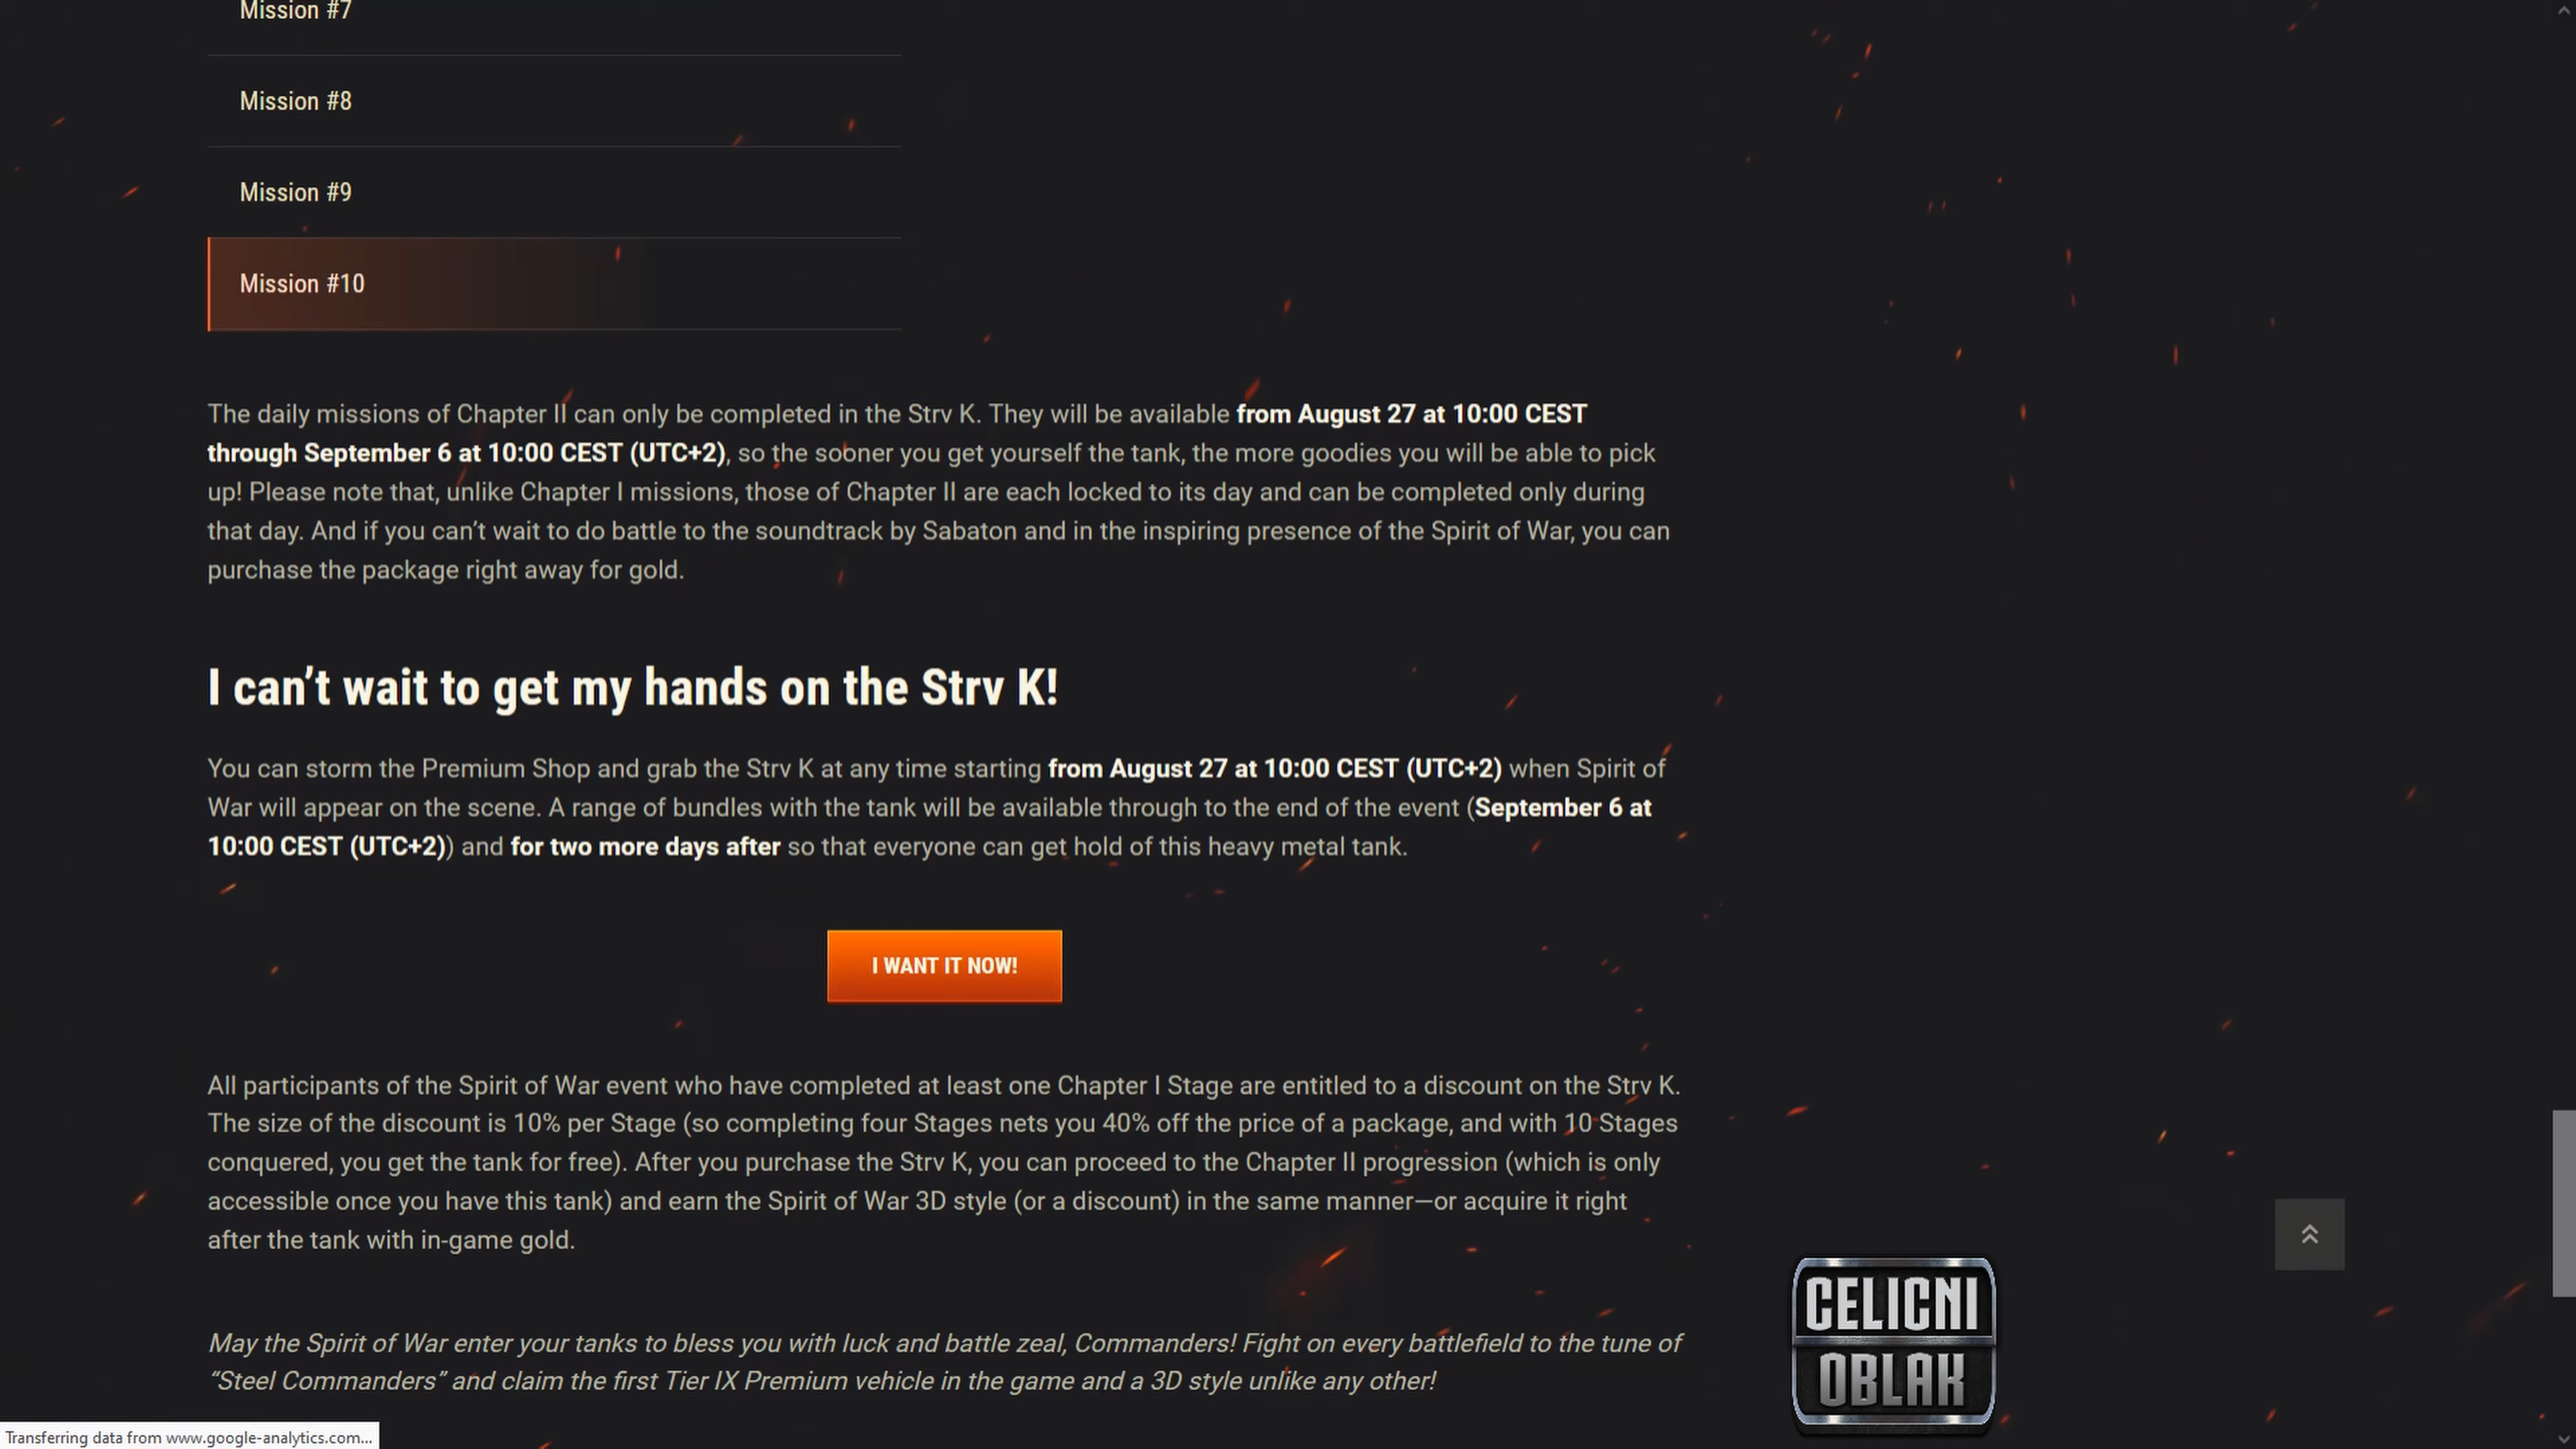 Mission #7
Mission #8
Mission #9
Mission #10
The daily missions of Chapter II can only be completed in the Strv K. They will be available from August 27 at 10:00 CEST
through September 6 at 10:00 CEST (UTC+2), so the sooner you get yourself the tank, the more goodies you will be able to pick
up! Please note that, unlike Chapter I missions, those of Chapter II are each locked to its day and can be completed only during
that day. And if you can’t wait to do battle to the soundtrack by Sabaton and in the inspiring presence of the Spirit of War, you can
purchase the package right away for gold.
I can’t wait to get my hands on the Strv K!
You can storm the Premium Shop and grab the Strv K at any time starting from August 27 at 10:00 CEST (UTC+2) when Spirit of
War will appear on the scene. A range of bundles with the tank will be available through to the end of the event (September 6 at
10:00 CEST (UTC+2)) and for two more days after so that everyone can get hold of this heavy metal tank.
I WANT IT NOW!
All participants of the Spirit of War event who have completed at least one Chapter I Stage are entitled to a discount on the Strv K.
The size of the discount is 10% per Stage (so completing four Stages nets you 40% off the price of a package, and with 10 Stages
conquered, you get the tank for free). After you purchase the Strv K, you can proceed to the Chapter II progression (which is only
accessible once you have this tank) and earn the Spirit of War 3D style (or a discount) in the same manner—or acquire it right
after the tank with in-game gold.
May the Spirit of War enter your tanks to bless you with luck and battle zeal, Commanders! Fight on every battlefield to the tune of
“Steel Commanders” and claim the first Tier IX Premium vehicle in the game and a 3D style unlike any other!
CELICNI
OBLAK
Transferring data from www.google-analytics.com...